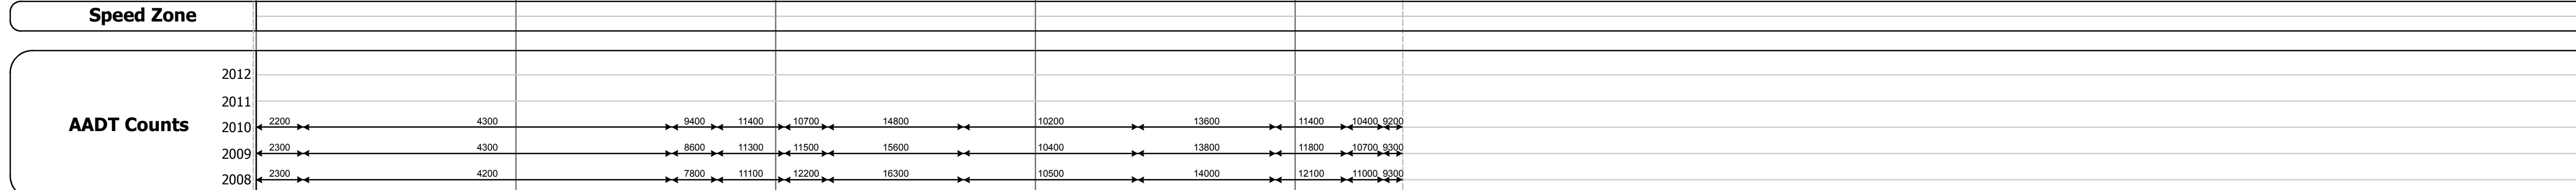 Speed Zone
2012
2011
AADT Counts
2010 2200 4300 9400 11400 10700 14800 10200 13600 11400 10400 9200
2009 2300 4300 8600 11300 11500 15600 10400 13800 11800 10700 9300
2008 2300 4200 7800 11100 12200 16300 10500 14000 12100 11000 9300